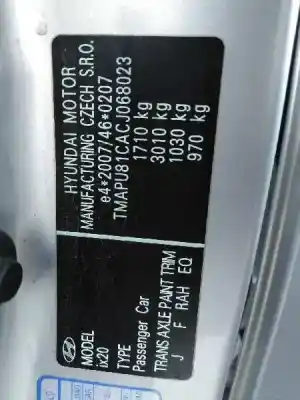 HYUNDAI MOTOR
MANUFACTURING CZECH S.R.O.
e4*2007/46*0207
TMAPU81CACJ068023
1710 kg
3010 kg
1030 kg
970 kg
MODEL
ix20
TYPE
Passenger Car
TRANS AXLE PAINT TRIM
J F RAH EQ